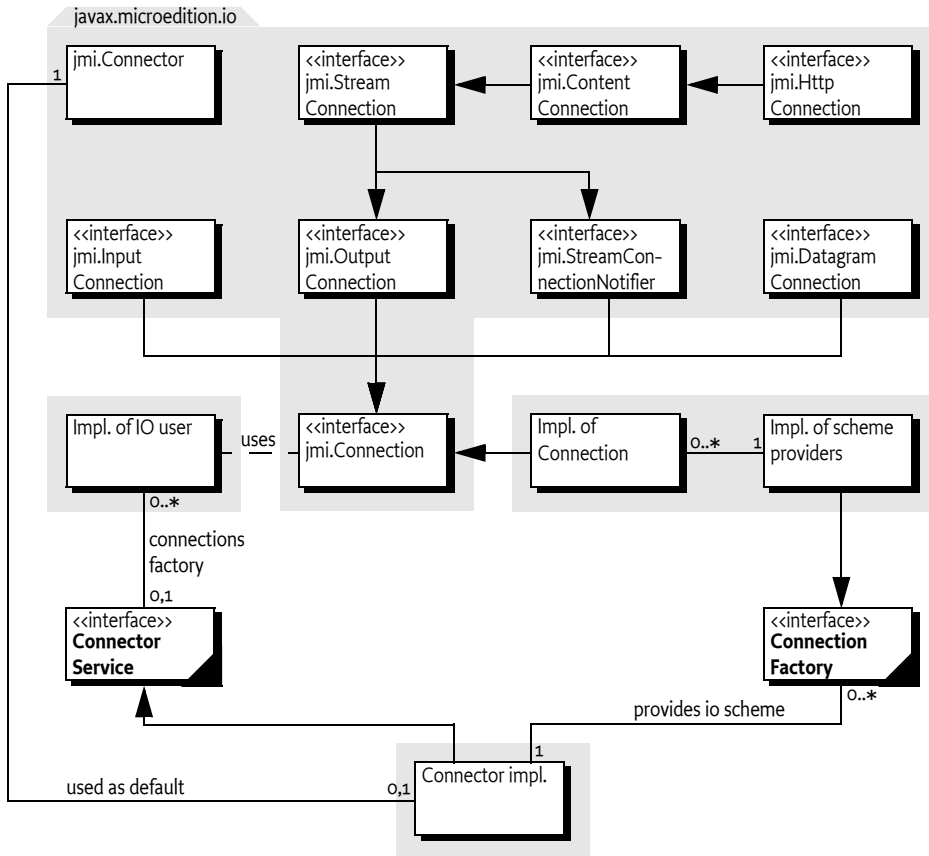 javax.microedition.io
jmi.Connector
1
<<interface>>
jmi.Stream
Connection
<<interface>>
jmi.Content
Connection
<<interface>>
jmi.Http
Connection
<<interface>>
jmi.Input
Connection
<<interface>>
jmi.Output
Connection
<<interface>>
jmi.StreamCon-
nectionNotifier
<<interface>>
jmi.Datagram
Connection
Impl. of IO user
uses
<<interface>>
jmi.Connection
Impl. of
Connection
0..*
1
Impl. of scheme
providers
0..*
connections
factory
0,1
<<interface>>
Connector
Service
<<interface>>
Connection
Factory
0..*
provides io scheme
1
Connector impl.
used as default
0,1